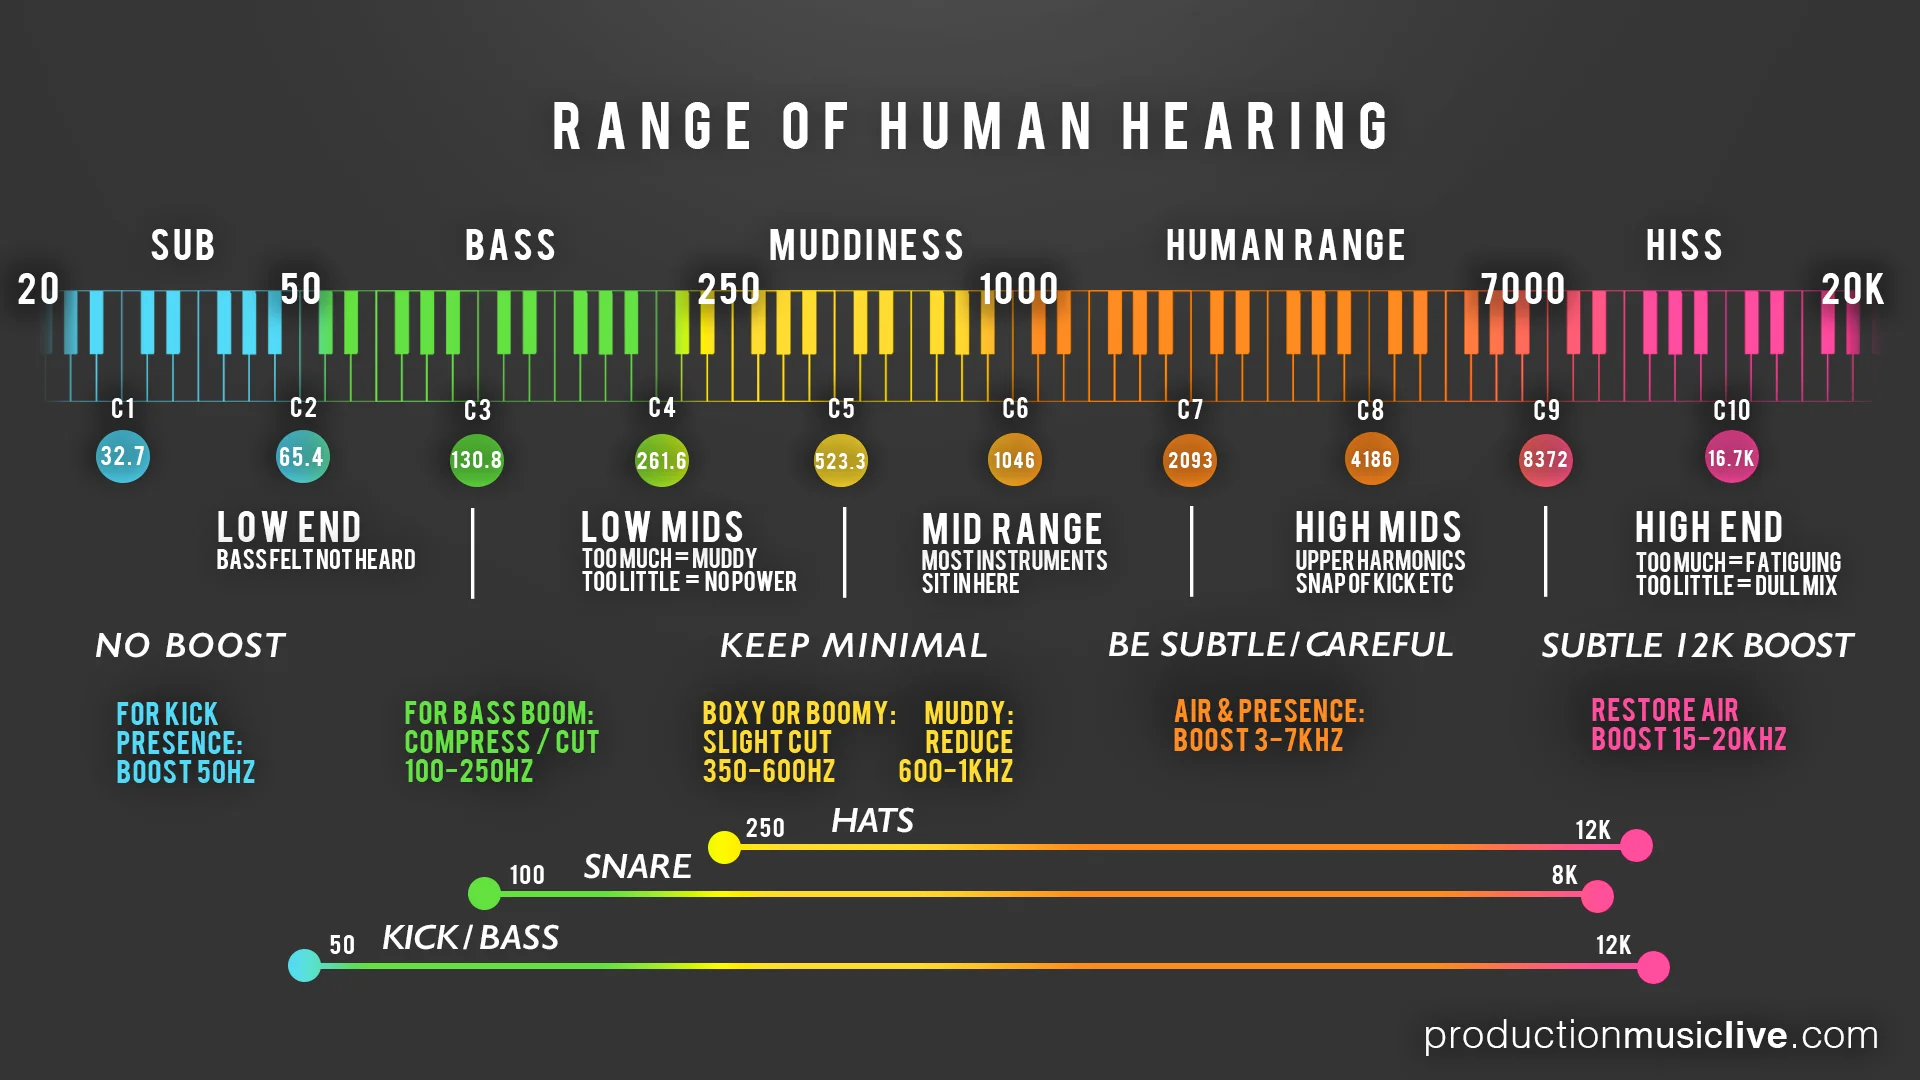 RANGE OF HUMAN HEARING
SUB BASS MUDDINESS HUMAN RANGE HISS
20 50 250 1000 7000 20K
C1 C2 C3 C4 C5 C6 C7 C8 C9 C10
32.7 65.4 130.8 261.6 523.3 1046 2093 4186 8372 16.7K
LOW END
BASS FELT NOT HEARD
LOW MIDS
TOO MUCH = MUDDY
TOO LITTLE = NO POWER
MID RANGE
MOST INSTRUMENTS
SIT IN HERE
HIGH MIDS
UPPER HARMONICS
SNAP OF KICK ETC
HIGH END
TOO MUCH = FATIGUING
TOO LITTLE = DULL MIX
NO BOOST KEEP MINIMAL BE SUBTLE/CAREFUL SUBTLE 12K BOOST
FOR KICK
PRESENCE:
BOOST 50HZ
FOR BASS BOOM:
COMPRESS / CUT
100-250HZ
BOXY OR BOOMY:
SLIGHT CUT
350-600HZ
MUDDY:
REDUCE
600-1KHZ
AIR & PRESENCE:
BOOST 3-7KHZ
RESTORE AIR
BOOST 15-20KHZ
250 HATS 12K
100 SNARE 8K
50 KICK/BASS 12K
productionmusiclive.com